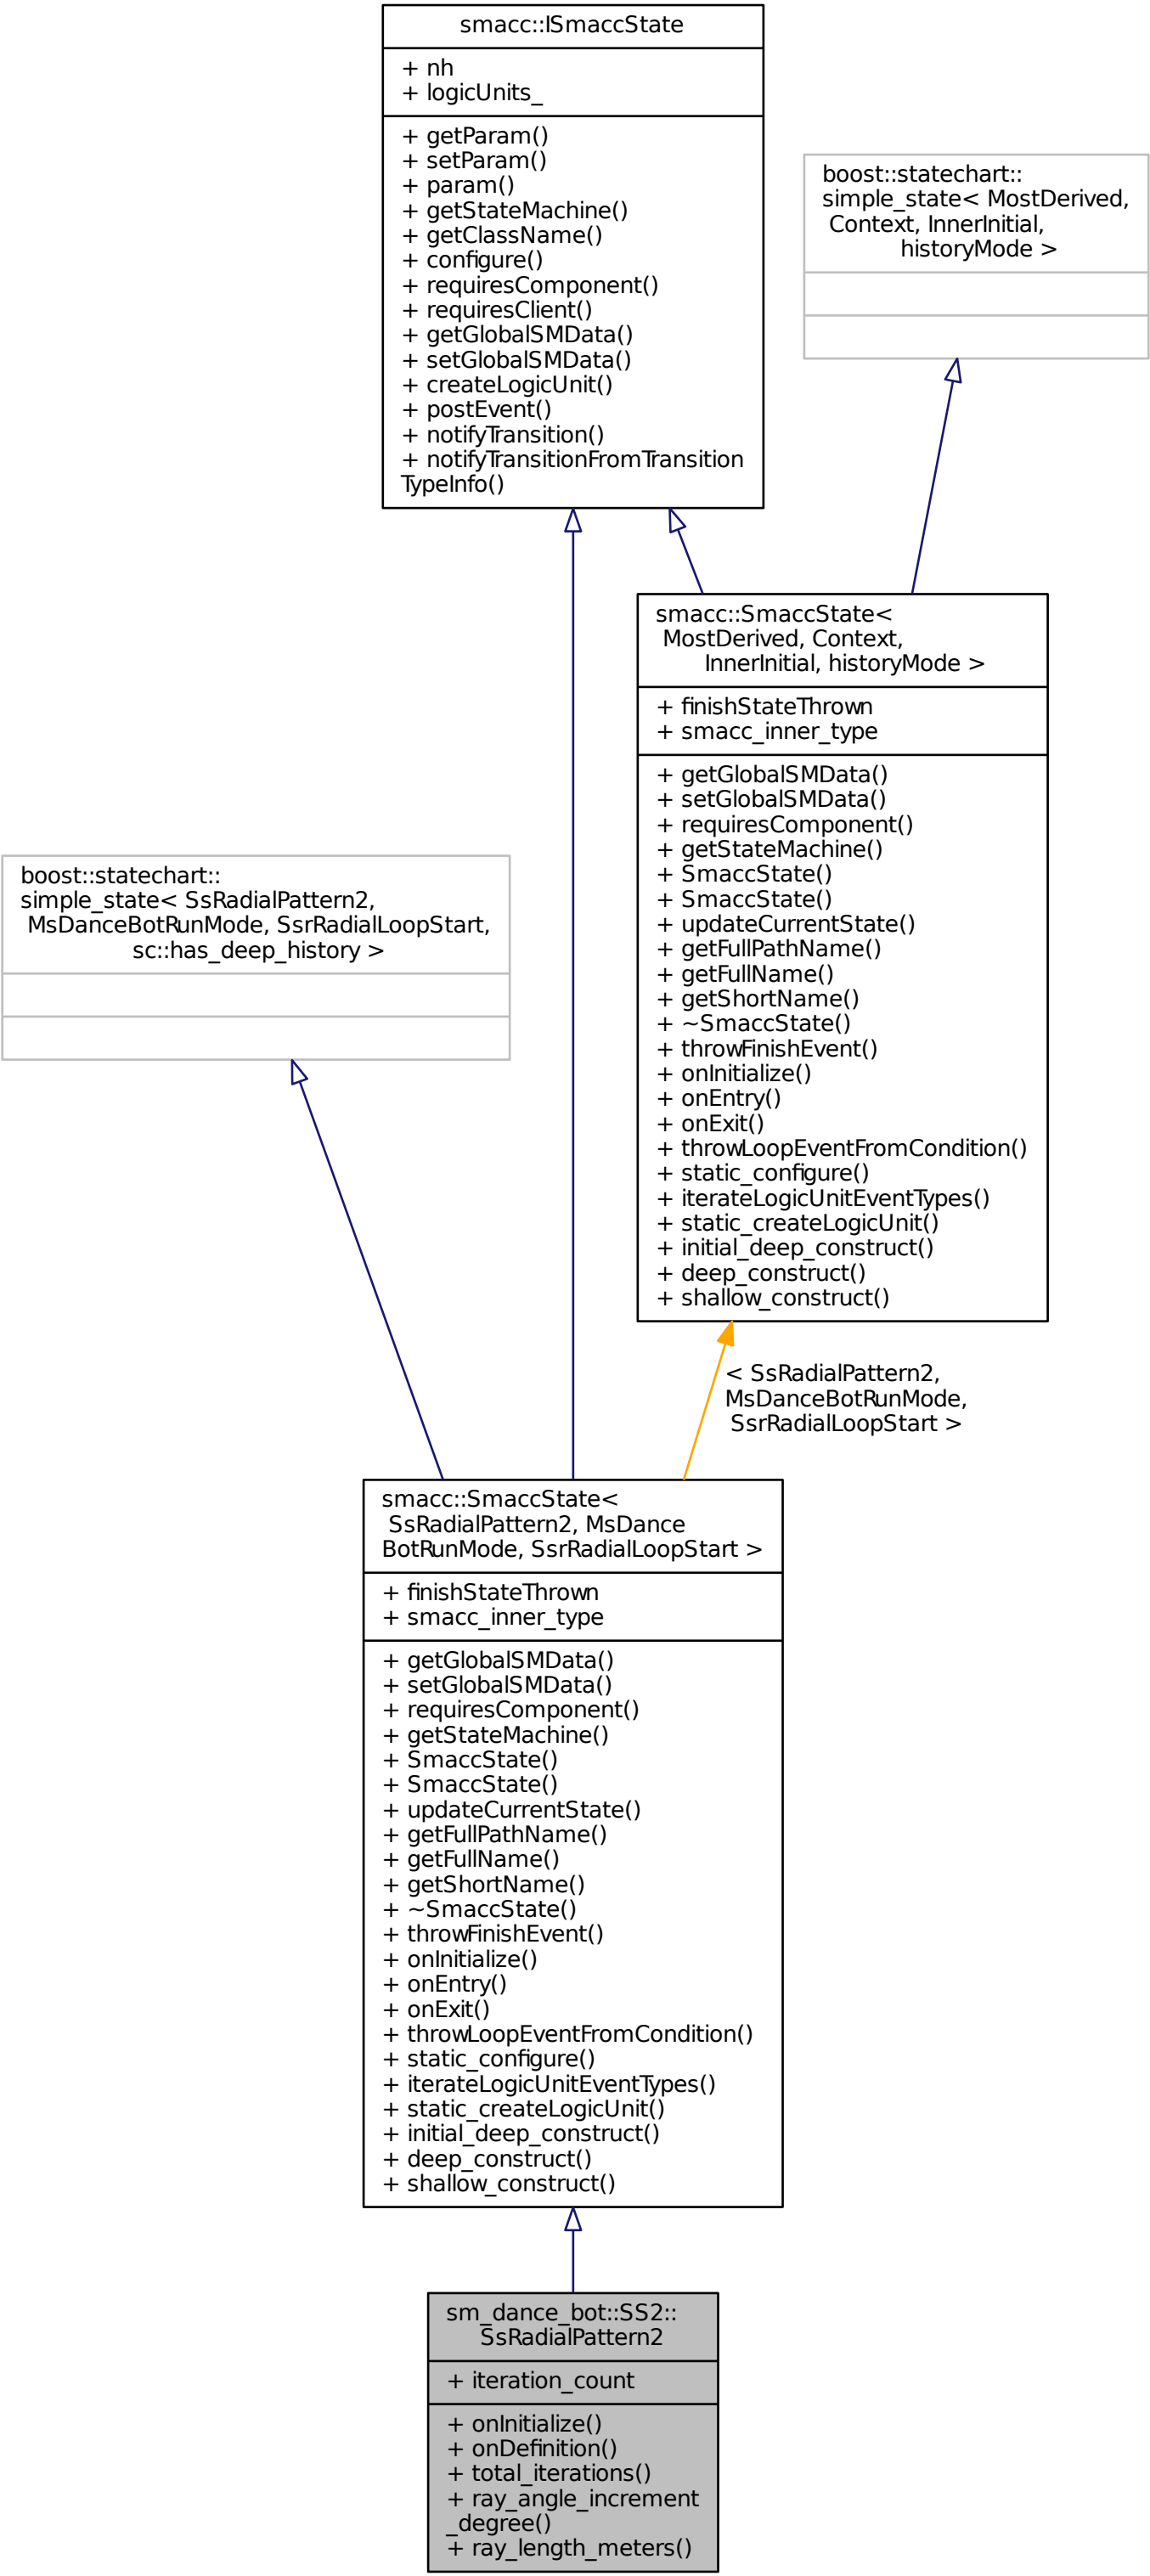 smacc::ISmaccState
+ nh
+ logicUnits_
+ getParam()
+ setParam()
+ param()
+ getStateMachine()
+ getClassName()
+ configure()
+ requiresComponent()
+ requiresClient()
+ getGlobalSMData()
+ setGlobalSMData()
+ createLogicUnit()
+ postEvent()
+ notifyTransition()
+ notifyTransitionFromTransition
TypeInfo()
boost::statechart::
simple_state< MostDerived,
Context, InnerInitial,
historyMode >
smacc::SmaccState<
MostDerived, Context,
InnerInitial, historyMode >
+ finishStateThrown
+ smacc_inner_type
+ getGlobalSMData()
+ setGlobalSMData()
+ requiresComponent()
+ getStateMachine()
+ SmaccState()
+ SmaccState()
+ updateCurrentState()
+ getFullPathName()
+ getFullName()
+ getShortName()
+ ~SmaccState()
+ throwFinishEvent()
+ onInitialize()
+ onEntry()
+ onExit()
+ throwLoopEventFromCondition()
+ static_configure()
+ iterateLogicUnitEventTypes()
+ static_createLogicUnit()
+ initial_deep_construct()
+ deep_construct()
+ shallow_construct()
boost::statechart::
simple_state< SsRadialPattern2,
MsDanceBotRunMode, SsrRadialLoopStart,
sc::has_deep_history >
< SsRadialPattern2,
MsDanceBotRunMode,
SsrRadialLoopStart >
smacc::SmaccState<
SsRadialPattern2, MsDance
BotRunMode, SsrRadialLoopStart >
+ finishStateThrown
+ smacc_inner_type
+ getGlobalSMData()
+ setGlobalSMData()
+ requiresComponent()
+ getStateMachine()
+ SmaccState()
+ SmaccState()
+ updateCurrentState()
+ getFullPathName()
+ getFullName()
+ getShortName()
+ ~SmaccState()
+ throwFinishEvent()
+ onInitialize()
+ onEntry()
+ onExit()
+ throwLoopEventFromCondition()
+ static_configure()
+ iterateLogicUnitEventTypes()
+ static_createLogicUnit()
+ initial_deep_construct()
+ deep_construct()
+ shallow_construct()
sm_dance_bot::SS2::
SsRadialPattern2
+ iteration_count
+ onInitialize()
+ onDefinition()
+ total_iterations()
+ ray_angle_increment
_degree()
+ ray_length_meters()